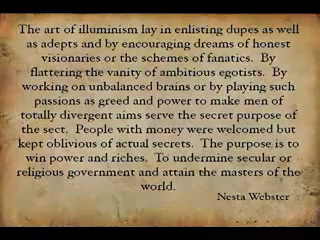 The art of illuminism lay in enlisting dupes as well
as adepts and by encouraging dreams of honest
visionaries or the schemes of fanatics. By
flattering the vanity of ambitious egotists. By
working on unbalanced brains or by playing such
passions as greed and power to make men of
totally divergent aims serve the secret purpose of
the sect. People with money were welcomed but
kept oblivious of actual secrets. The purpose is to
win power and riches. To undermine secular or
religious government and attain the masters of the
world.
Nesta Webster